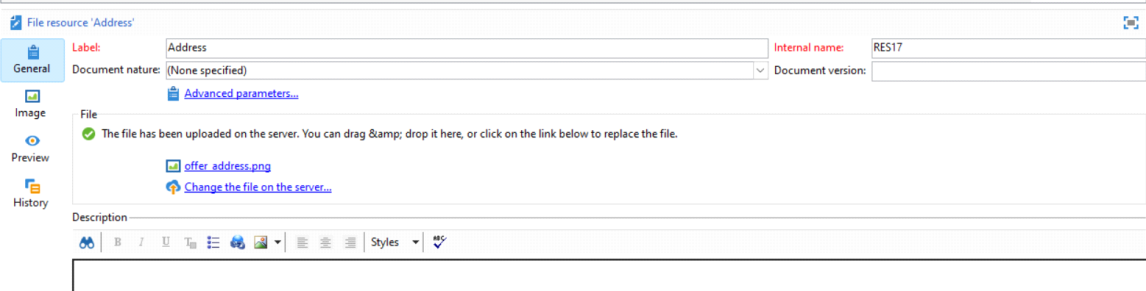 File resource 'Address'
General
Image
Preview
History
Label: Address Internal name: RES17
Document nature: (None specified) Document version:
Advanced parameters...
File
The file has been uploaded on the server. You can drag &amp; drop it here, or click on the link below to replace the file.
offer_address.png
Change the file on the server...
Description
B I U T Styles ABC